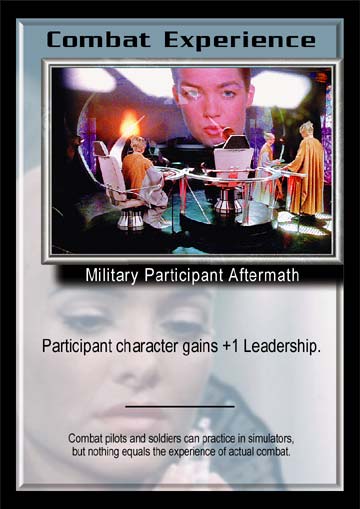 Combat Experience
Military Participant Aftermath
Participant character gains +1 Leadership.
Combat pilots and soldiers can practice in simulators,
but nothing equals the experience of actual combat.